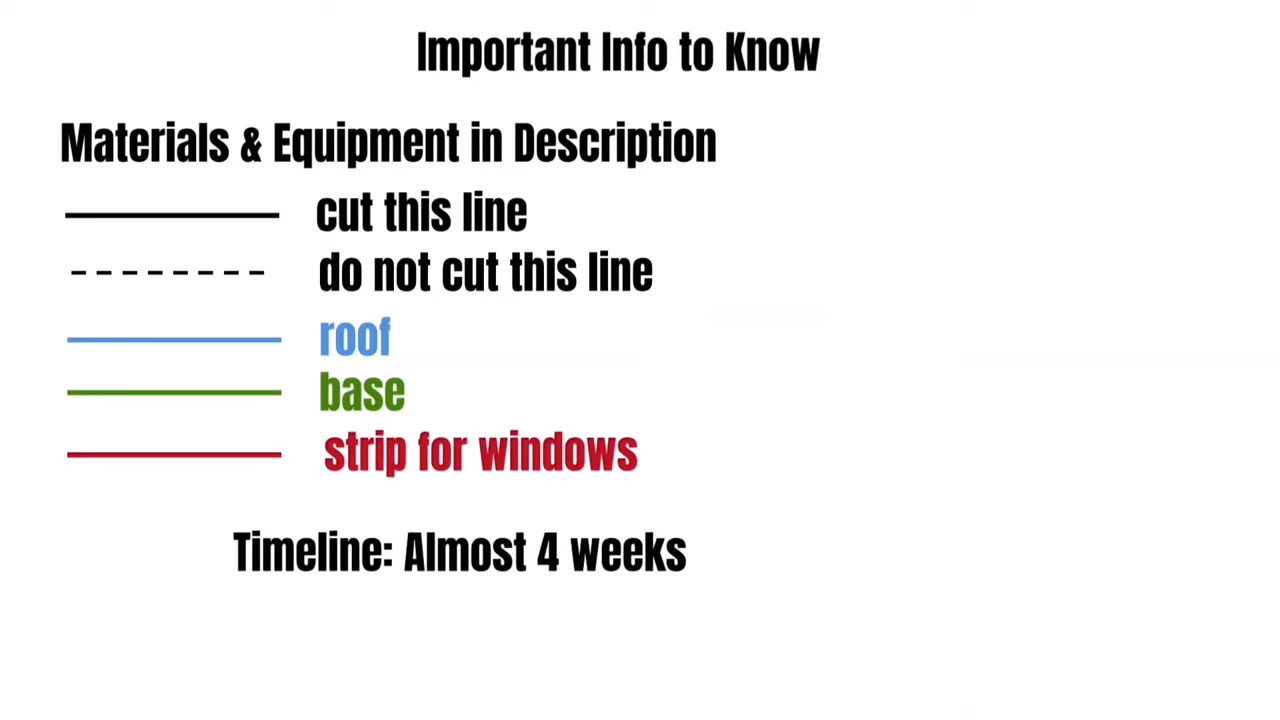 Important Info to Know
Materials & Equipment in Description
cut this line
do not cut this line
roof
base
strip for windows
Timeline: Almost 4 weeks